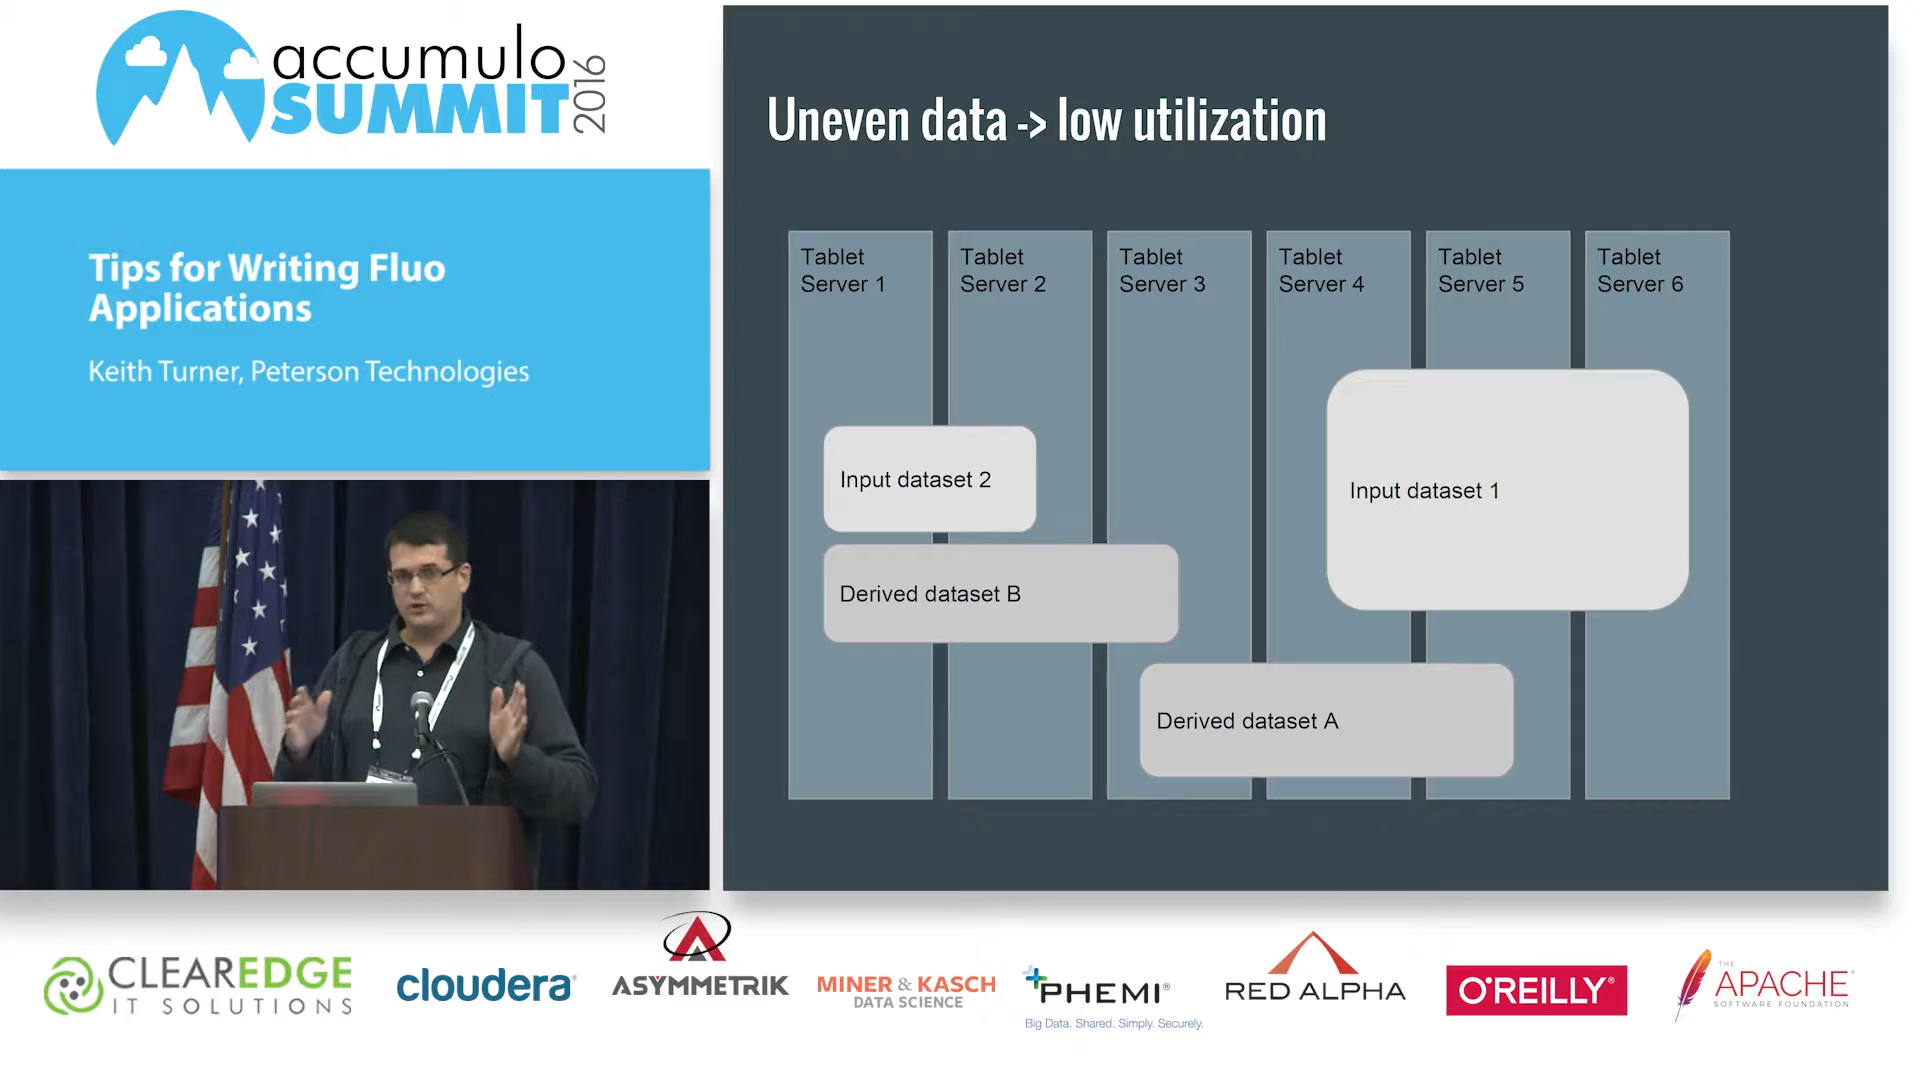 accumulo
SUMMIT
2016
Tips for Writing Fluo
Applications
Keith Turner, Peterson Technologies
Uneven data -> low utilization
Tablet
Server 1
Tablet
Server 2
Tablet
Server 3
Tablet
Server 4
Tablet
Server 5
Tablet
Server 6
Input dataset 2
Input dataset 1
Derived dataset B
Derived dataset A
CLEAREDGE
IT SOLUTIONS
cloudera
ASYMMETRIK
MINER & KASCH
DATA SCIENCE
PHEMI®
Big Data. Shared. Simply. Securely.
RED ALPHA
O'REILLY®
THE
APACHE
SOFTWARE FOUNDATION